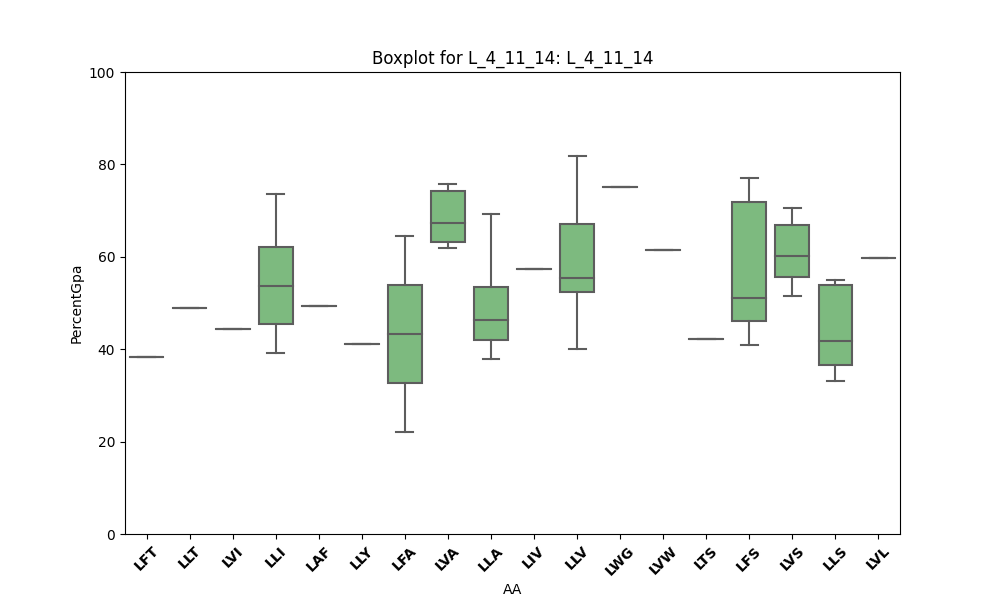 Boxplot for L_4_11_14: L_4_11_14
100
80
60
40
20
0
PercentGpa
LFT LLT LVI LLI LAF LLY LFA LVA LLA LIV LLV LWG LVW LTS LFS LVS LLS LVL
AA